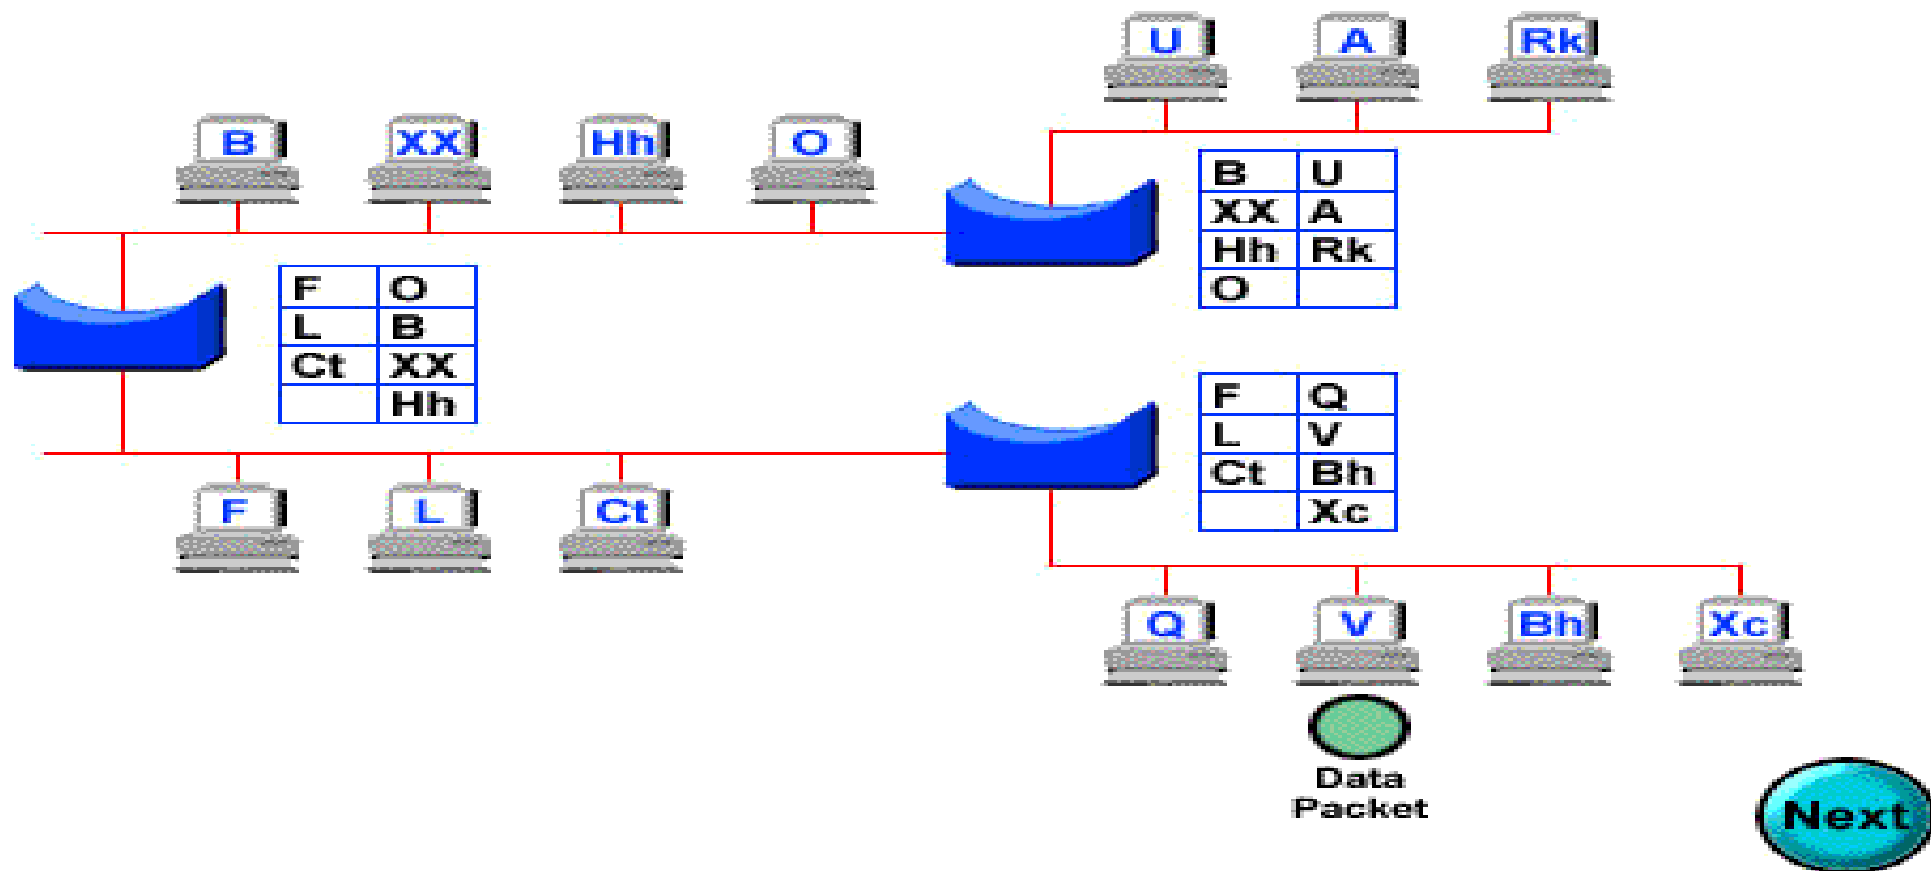 U A Rk
B XX Hh O
B U
XX A
Hh Rk
O
F O
L B
Ct XX
Hh
F Q
L V
Ct Bh
Xc
F L Ct
Q V Bh Xc
Data
Packet
Next